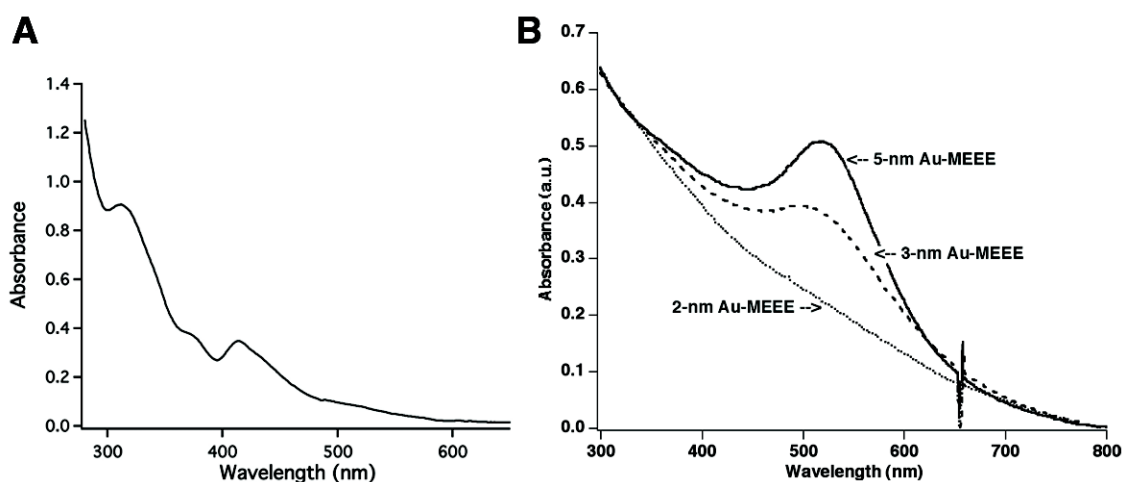 A
1.4
1.2
1.0
0.8
0.6
0.4
0.2
0.0
Absorbance
300
400
500
600
Wavelength (nm)
B
0.7
0.6
0.5
0.4
0.3
0.2
0.1
0.0
Absorbance (a.u.)
<-- 5-nm Au-MEEE
<-- 3-nm Au-MEEE
2-nm Au-MEEE -->
300
400
500
600
700
800
Wavelength (nm)